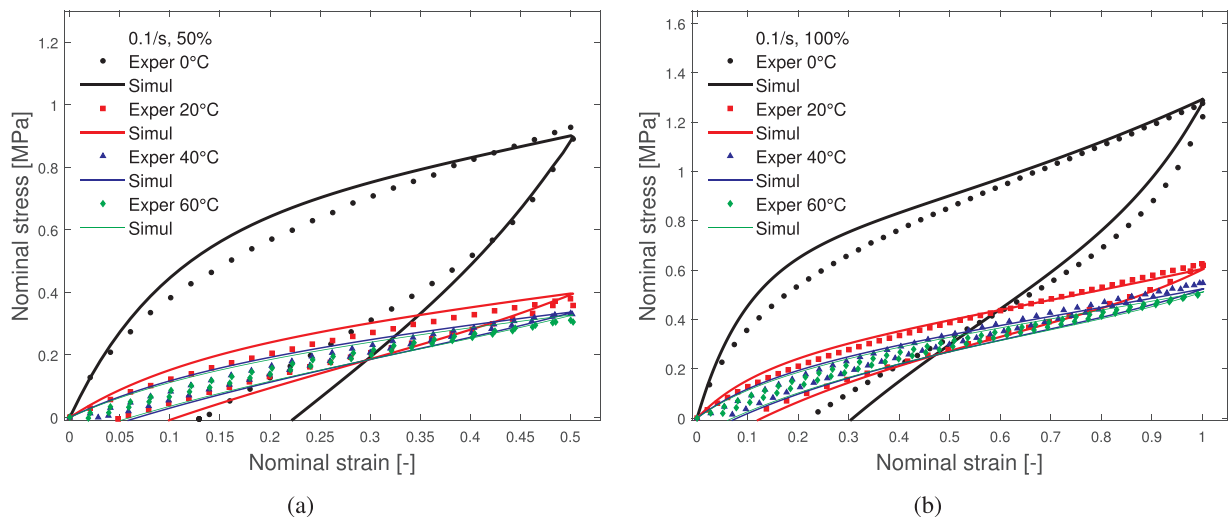 0.1/s, 50%
Exper 0°C
Simul
Exper 20°C
Simul
Exper 40°C
Simul
Exper 60°C
Simul
Nominal stress [MPa]
1.2
1
0.8
0.6
0.4
0.2
0
0 0.05 0.1 0.15 0.2 0.25 0.3 0.35 0.4 0.45 0.5
Nominal strain [-]
(a)
0.1/s, 100%
Exper 0°C
Simul
Exper 20°C
Simul
Exper 40°C
Simul
Exper 60°C
Simul
Nominal stress [MPa]
1.6
1.4
1.2
1
0.8
0.6
0.4
0.2
0
0 0.1 0.2 0.3 0.4 0.5 0.6 0.7 0.8 0.9 1
Nominal strain [-]
(b)